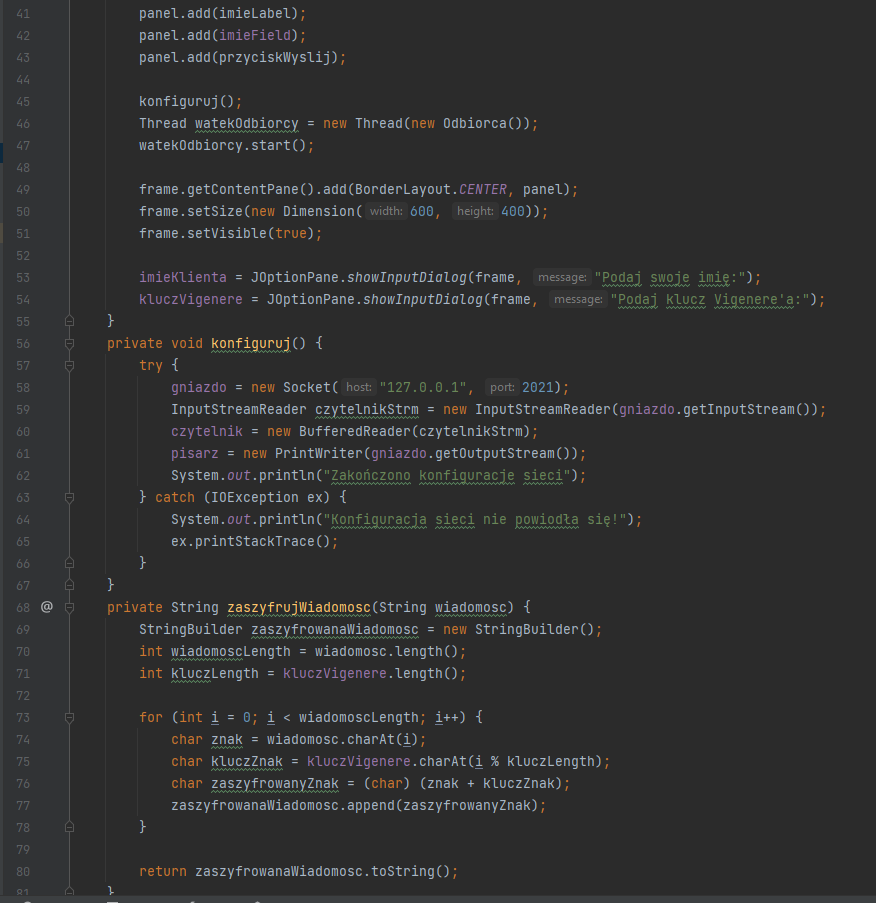 41 panel.add(imieLabel);
42 panel.add(imieField);
43 panel.add(przyciskWyslij);
44
45 konfiguruj();
46 Thread watekOdbiorcy = new Thread(new Odbiorca());
47 watekOdbiorcy.start();
48
49 frame.getContentPane().add(BorderLayout.CENTER, panel);
50 frame.setSize(new Dimension( width: 600, height: 400));
51 frame.setVisible(true);
52
53 imieKlienta = JOptionPane.showInputDialog(frame, message: "Podaj swoje imię:");
54 kluczVigenere = JOptionPane.showInputDialog(frame, message: "Podaj klucz Vigenere'a:");
55 }
56 private void konfiguruj() {
57 try {
58 gniazdo = new Socket( host: "127.0.0.1", port: 2021);
59 InputStreamReader czytelnikStrm = new InputStreamReader(gniazdo.getInputStream());
60 czytelnik = new BufferedReader(czytelnikStrm);
61 pisarz = new PrintWriter(gniazdo.getOutputStream());
62 System.out.println("Zakończono konfiguracje sieci");
63 } catch (IOException ex) {
64 System.out.println("Konfiguracja sieci nie powiodła się!");
65 ex.printStackTrace();
66 }
67 }
68 @ private String zaszyfrujWiadomosc(String wiadomosc) {
69 StringBuilder zaszyfrowanaWiadomosc = new StringBuilder();
70 int wiadomoscLength = wiadomosc.length();
71 int kluczLength = kluczVigenere.length();
72
73 for (int i = 0; i < wiadomoscLength; i++) {
74 char znak = wiadomosc.charAt(i);
75 char kluczZnak = kluczVigenere.charAt(i % kluczLength);
76 char zaszyfrowanyZnak = (char) (znak + kluczZnak);
77 zaszyfrowanaWiadomosc.append(zaszyfrowanyZnak);
78 }
79
80 return zaszyfrowanaWiadomosc.toString();
81 }